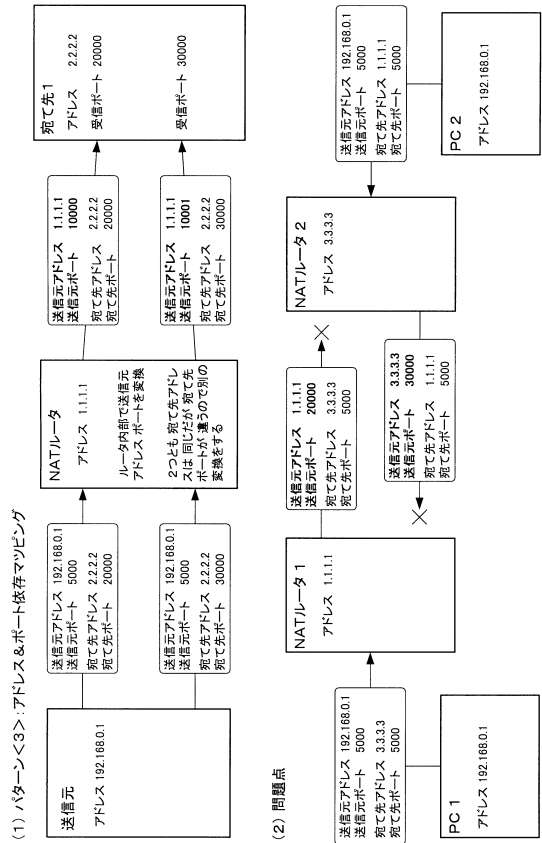 (1) パターン<3>:アドレス&ポート依存マッピング
送信元
アドレス 192.168.0.1
送信元アドレス 192.168.0.1
送信元ポート 5000
宛て先アドレス 2.2.2.2
宛て先ポート 20000
送信元アドレス 192.168.0.1
送信元ポート 5000
宛て先アドレス 2.2.2.2
宛て先ポート 30000
NATルータ
アドレス 1.1.1.1
ルータ内部で送信元
アドレス ポートを変換
2つとも 宛て先アドレ
スは 同じだが 宛て先
ポートが 違うので別の
変換をする
送信元アドレス 1.1.1.1
送信元ポート 10000
宛て先アドレス 2.2.2.2
宛て先ポート 20000
送信元アドレス 1.1.1.1
送信元ポート 10001
宛て先アドレス 2.2.2.2
宛て先ポート 30000
宛て先1
アドレス 2.2.2.2
受信ポート 20000
受信ポート 30000
(2) 問題点
送信元アドレス 192.168.0.1
送信元ポート 5000
宛て先アドレス 3.3.3.3
宛て先ポート 5000
PC 1
アドレス 192.168.0.1
NATルータ 1
アドレス 1.1.1.1
送信元アドレス 1.1.1.1
送信元ポート 20000
宛て先アドレス 3.3.3.3
宛て先ポート 5000
送信元アドレス 3.3.3.3
送信元ポート 30000
宛て先アドレス 1.1.1.1
宛て先ポート 5000
NATルータ 2
アドレス 3.3.3.3
送信元アドレス 192.168.0.1
送信元ポート 5000
宛て先アドレス 1.1.1.1
宛て先ポート 5000
PC 2
アドレス 192.168.0.1